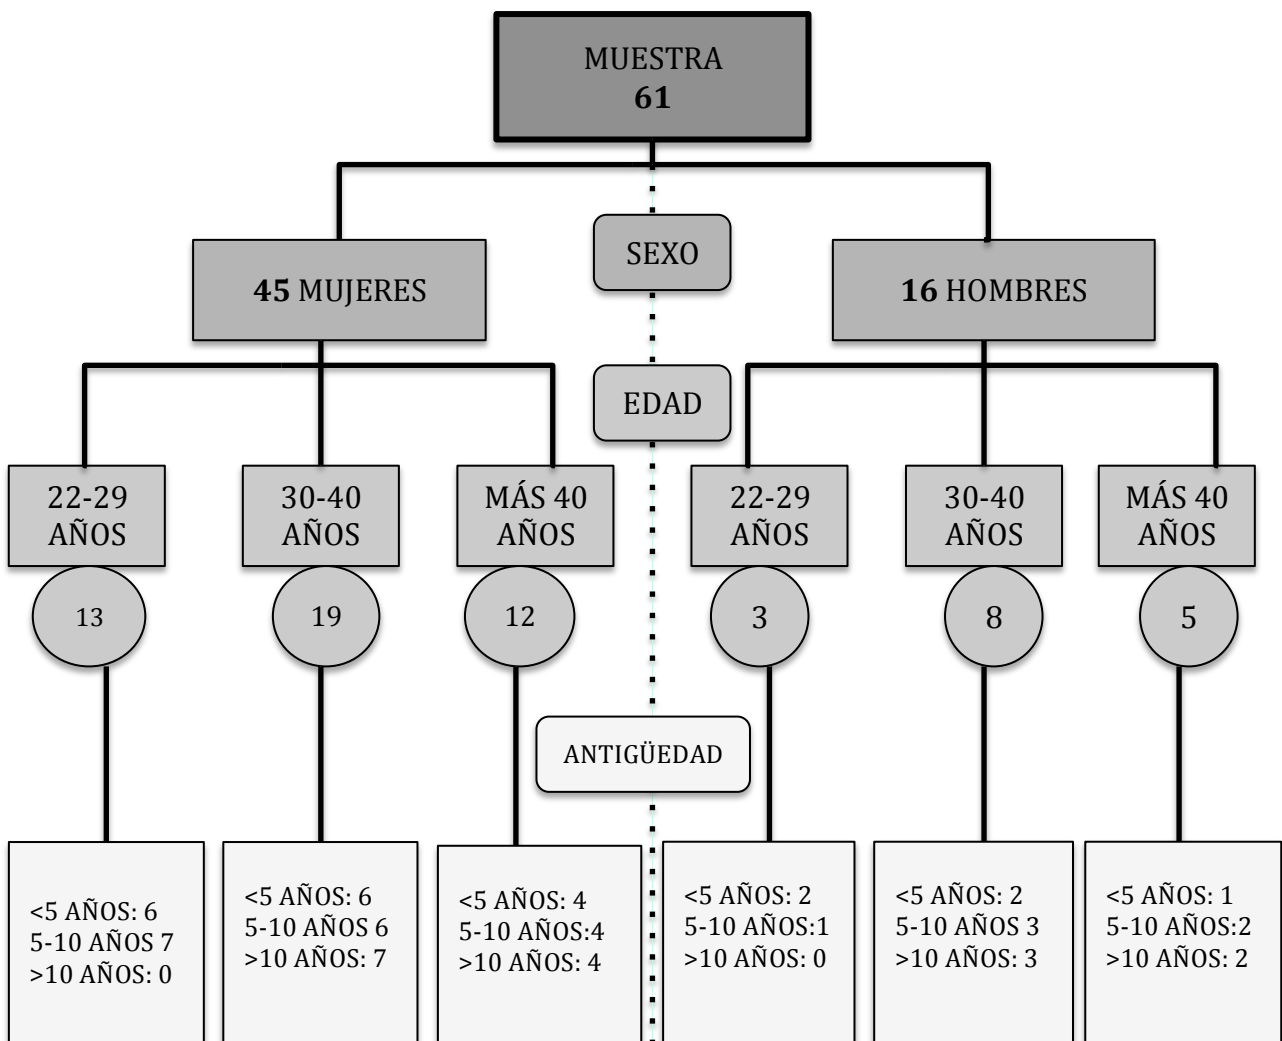 MUESTRA
61
SEXO
45 MUJERES
16 HOMBRES
EDAD
22-29
AÑOS
30-40
AÑOS
MÁS 40
AÑOS
22-29
AÑOS
30-40
AÑOS
MÁS 40
AÑOS
13
19
12
3
8
5
ANTIGÜEDAD
<5 AÑOS: 6
5-10 AÑOS 7
>10 AÑOS: 0
<5 AÑOS: 6
5-10 AÑOS 6
>10 AÑOS: 7
<5 AÑOS: 4
5-10 AÑOS:4
>10 AÑOS: 4
<5 AÑOS: 2
5-10 AÑOS:1
>10 AÑOS: 0
<5 AÑOS: 2
5-10 AÑOS 3
>10 AÑOS: 3
<5 AÑOS: 1
5-10 AÑOS:2
>10 AÑOS: 2